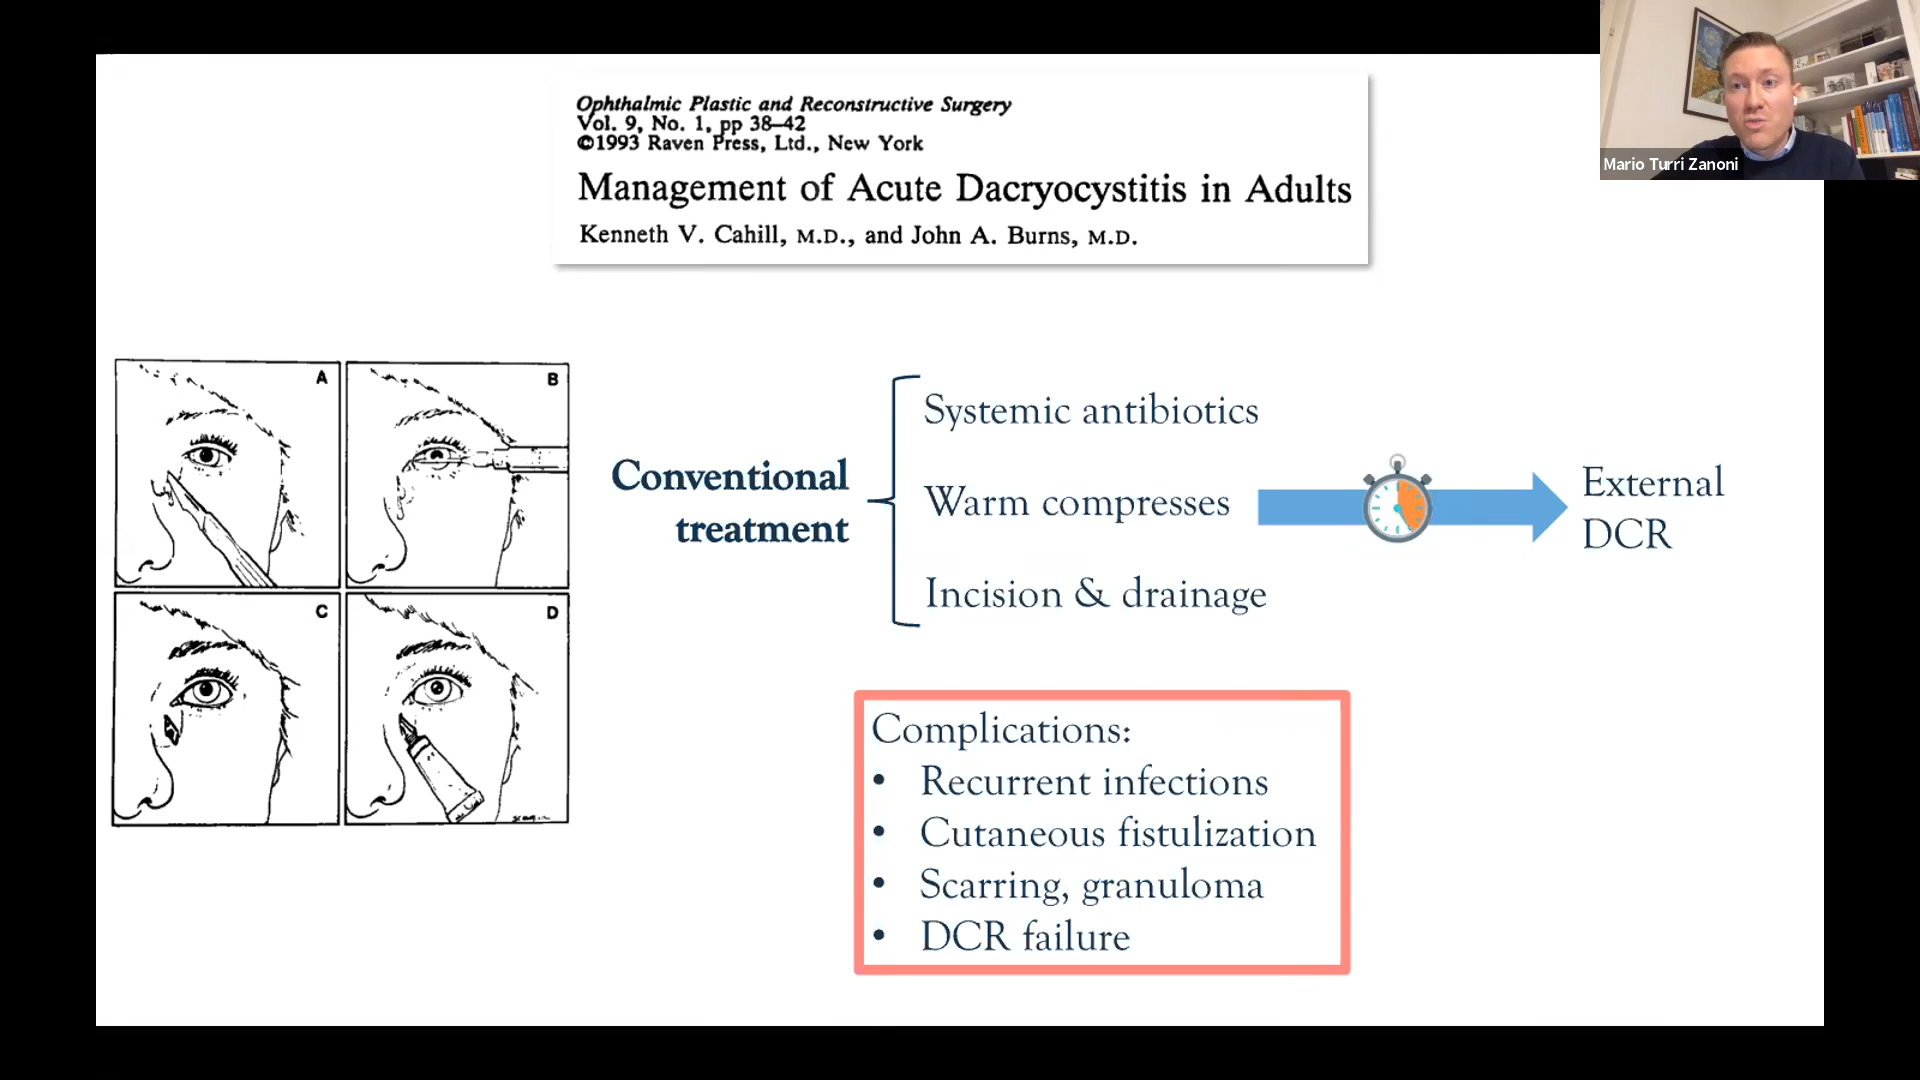 Ophthalmic Plastic and Reconstructive Surgery
Vol. 9, No. 1, pp 38–42
©1993 Raven Press, Ltd., New York
Management of Acute Dacryocystitis in Adults
Kenneth V. Cahill, M.D., and John A. Burns, M.D.
Mario Turri Zanoni
A
B
C
D
Conventional
treatment
Systemic antibiotics
Warm compresses
Incision & drainage
External
DCR
Complications:
• Recurrent infections
• Cutaneous fistulization
• Scarring, granuloma
• DCR failure